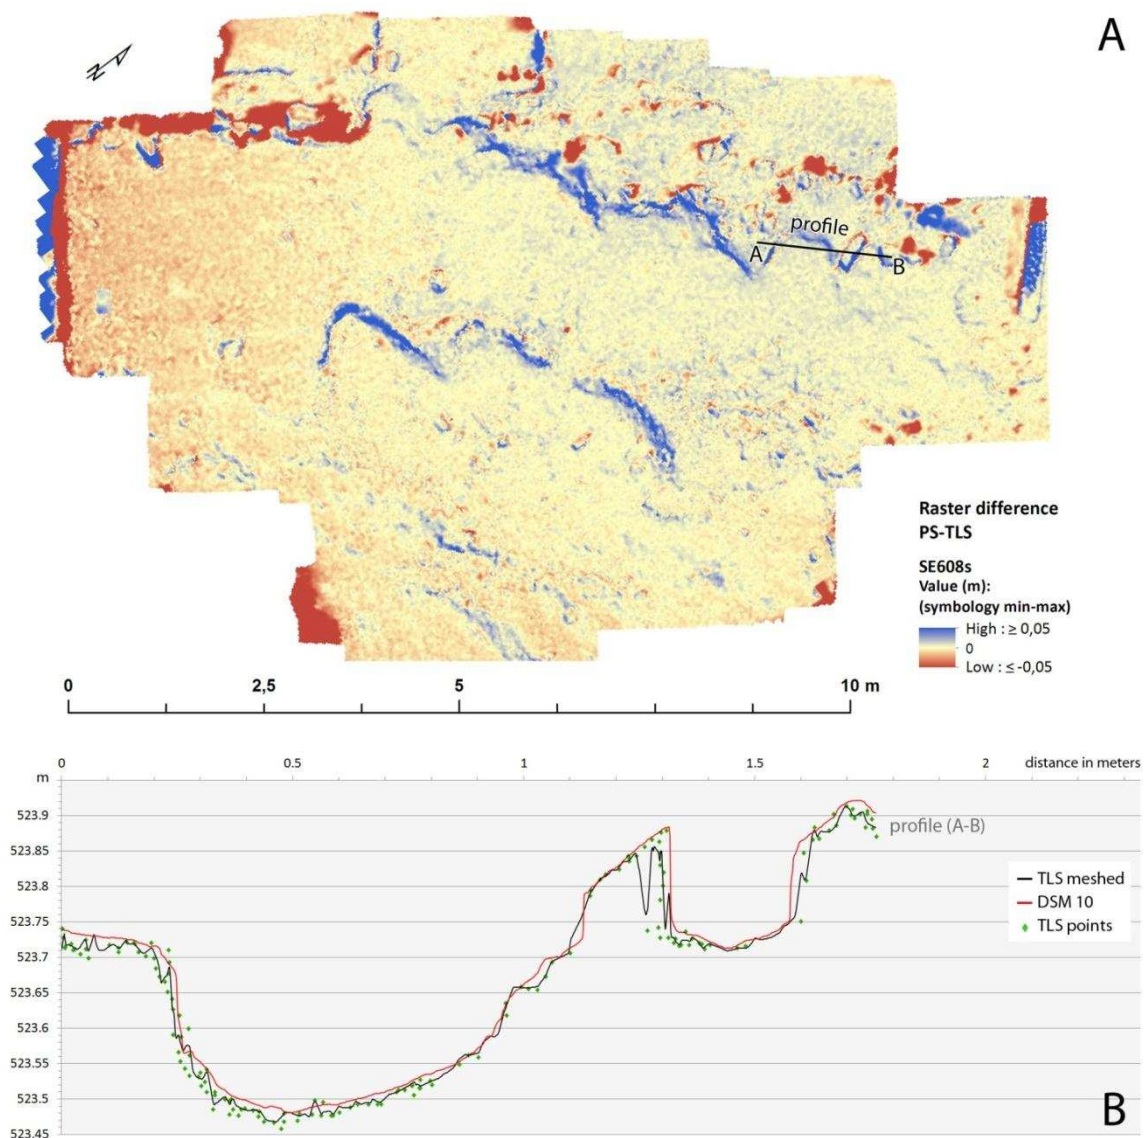 A
N
profile
A
B
Raster difference
PS-TLS
SE608s
Value (m):
(symbology min-max)
High : ≥ 0,05
0
Low : ≤ -0,05
0 2,5 5 10 m
0 0.5 1 1.5 2 distance in meters
m
523.9
profile (A-B)
523.85
TLS meshed
523.8
DSM 10
523.75
TLS points
523.7
523.65
523.6
523.55
523.5
B
523.45